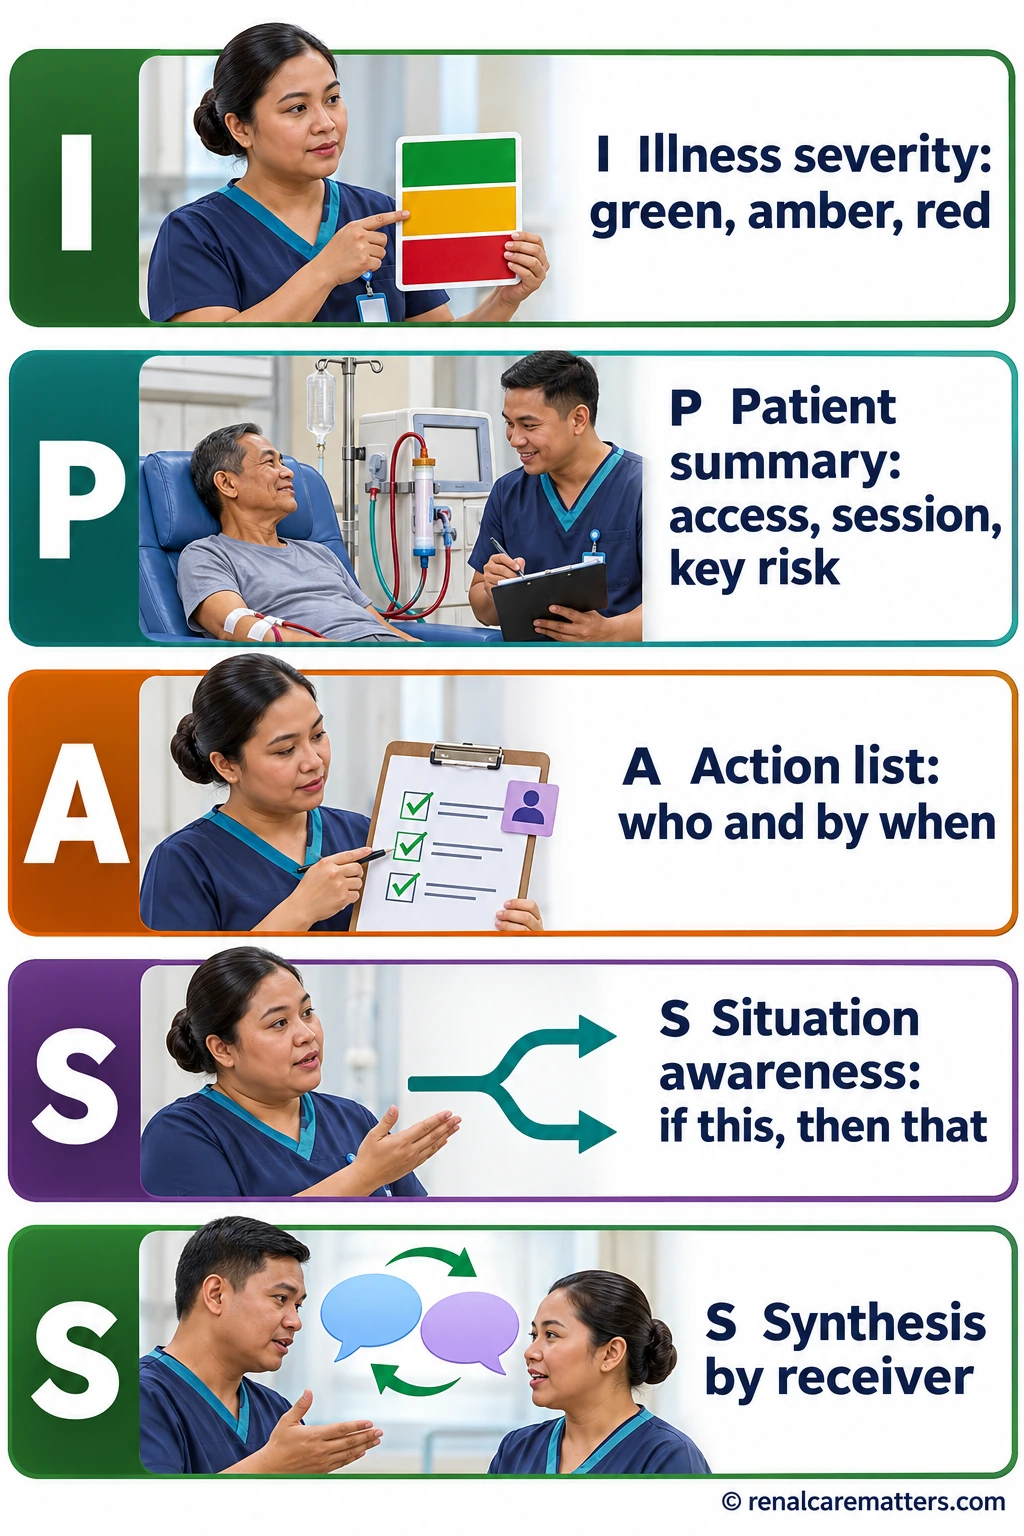 I
I Illness severity:
green, amber, red
P
P Patient
summary:
access, session,
key risk
A
A Action list:
who and by when
S
S Situation
awareness:
if this, then that
S
S Synthesis
by receiver
© renalcarematters.com